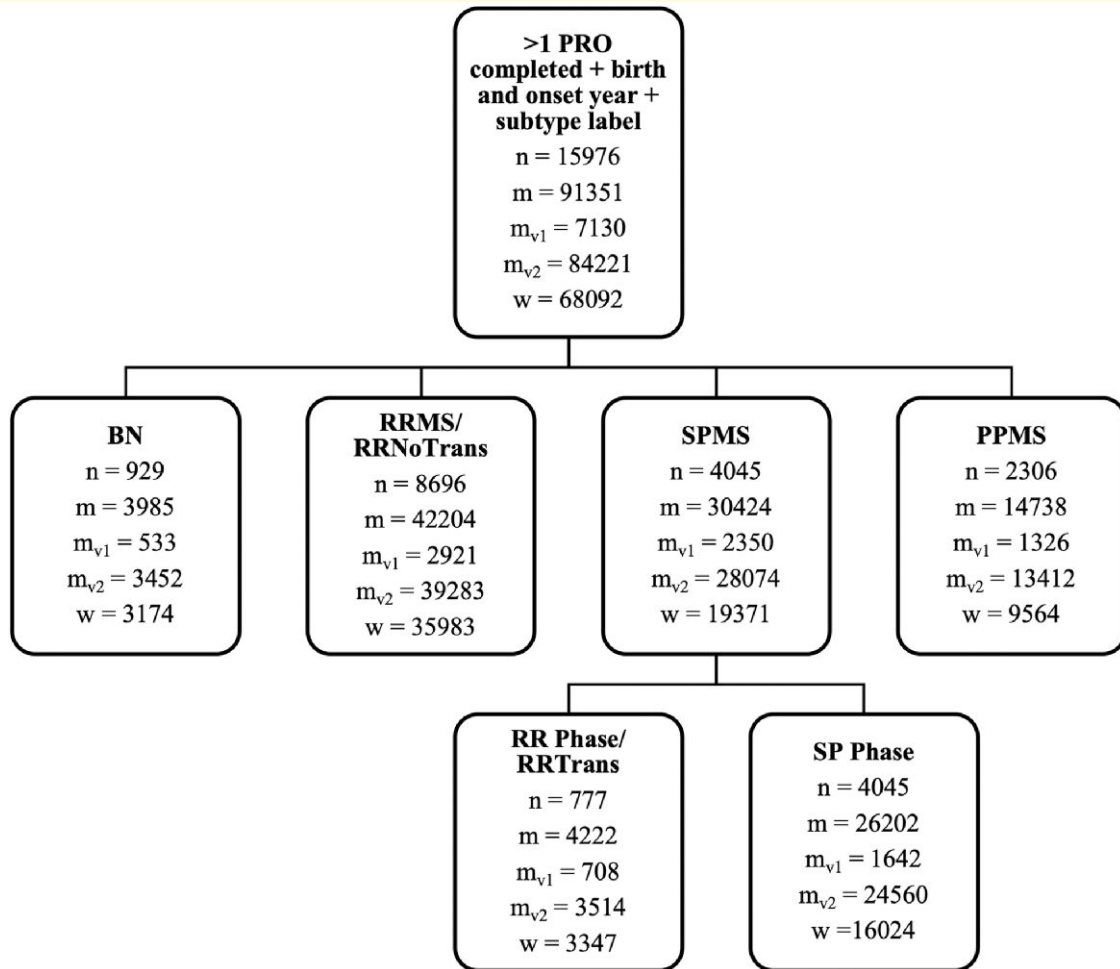 >1 PRO
completed + birth
and onset year +
subtype label
n = 15976
m = 91351
mv1 = 7130
mv2 = 84221
w = 68092
BN
n = 929
m = 3985
mv1 = 533
mv2 = 3452
w = 3174
RRMS/
RRNoTrans
n = 8696
m = 42204
mv1 = 2921
mv2 = 39283
w = 35983
SPMS
n = 4045
m = 30424
mv1 = 2350
mv2 = 28074
w = 19371
PPMS
n = 2306
m = 14738
mv1 = 1326
mv2 = 13412
w = 9564
RR Phase/
RRTrans
n = 777
m = 4222
mv1 = 708
mv2 = 3514
w = 3347
SP Phase
n = 4045
m = 26202
mv1 = 1642
mv2 = 24560
w =16024